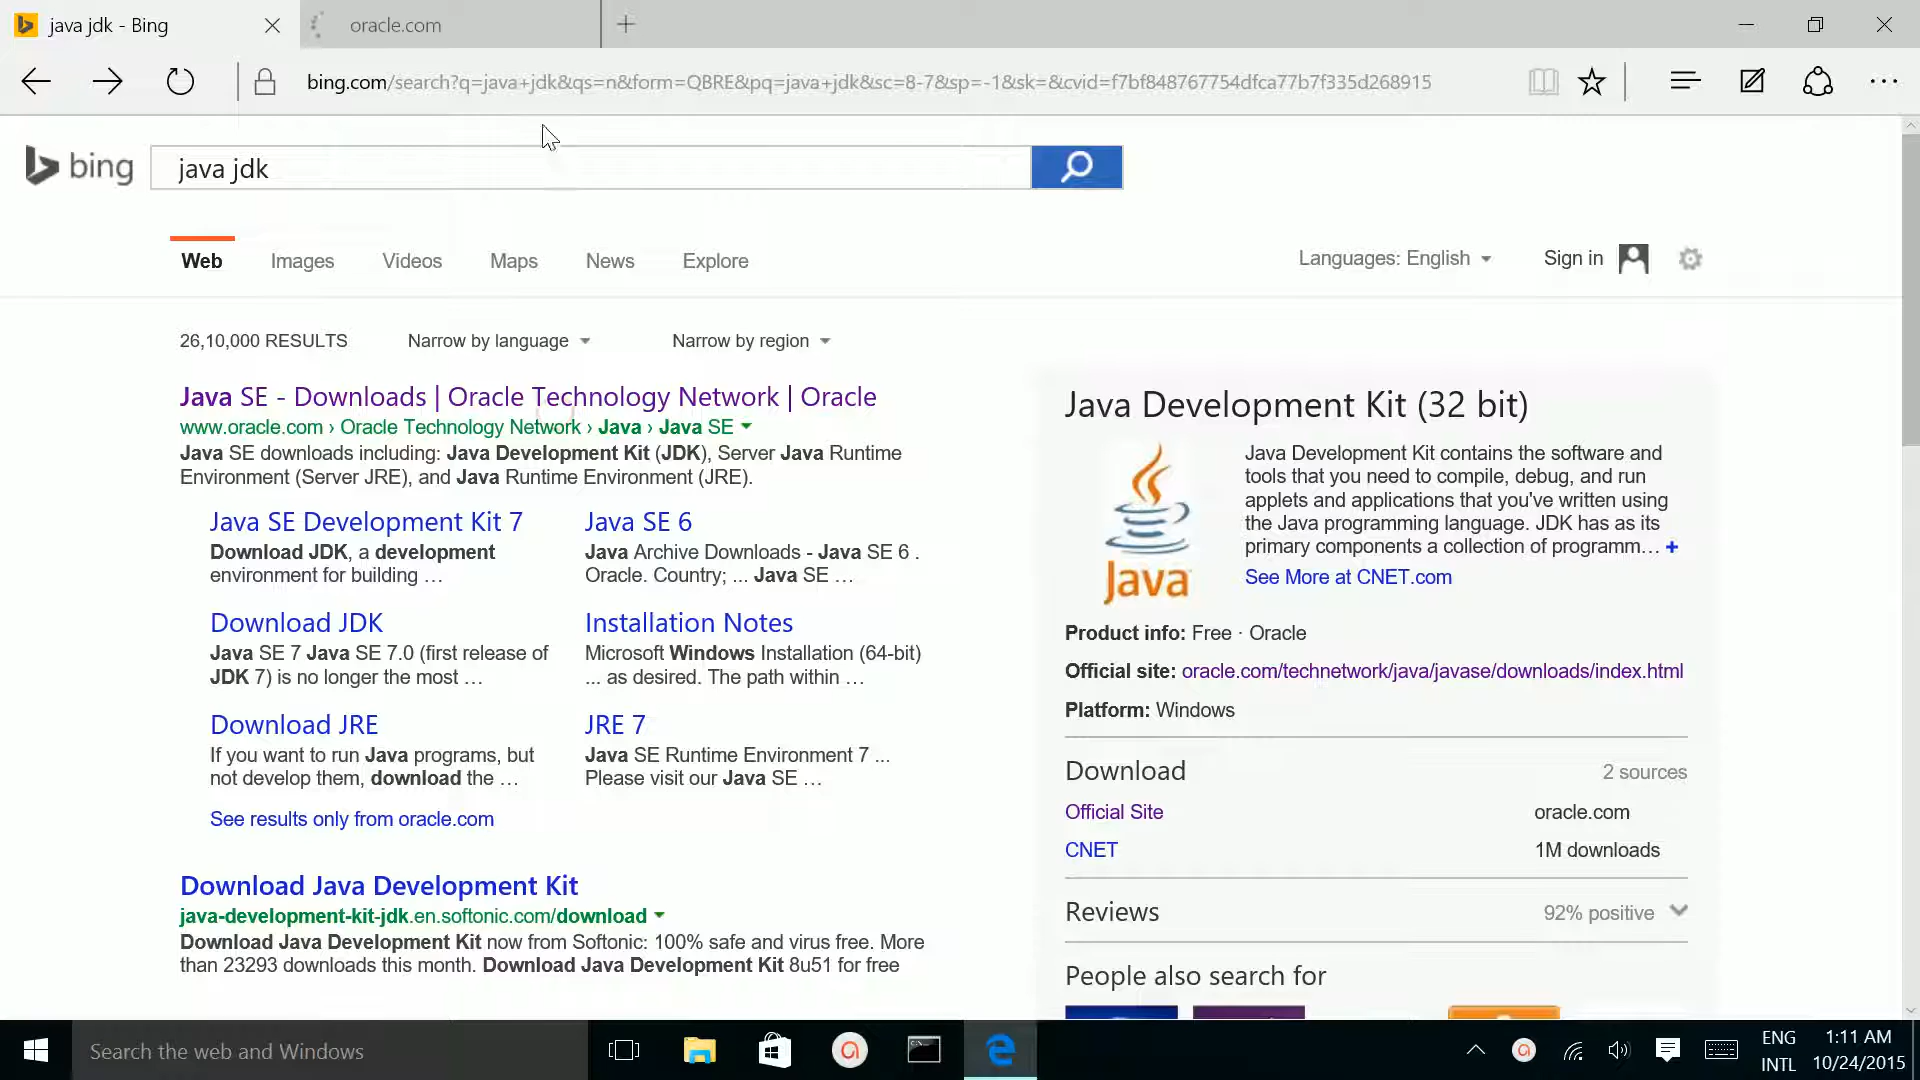 java jdk - Bing
oracle.com
bing.com/search?q=java+jdk&qs=n&form=QBRE&pq=java+jdk&sc=8-7&sp=-1&sk=&cvid=f7bf848767754dfca77b7f335d268915
bing
java jdk
Web Images Videos Maps News Explore
Languages: English Sign in
26,10,000 RESULTS Narrow by language Narrow by region
Java SE - Downloads | Oracle Technology Network | Oracle
www.oracle.com › Oracle Technology Network › Java › Java SE
Java SE downloads including: Java Development Kit (JDK), Server Java Runtime
Environment (Server JRE), and Java Runtime Environment (JRE).
Java SE Development Kit 7
Download JDK, a development
environment for building ...
Java SE 6
Java Archive Downloads - Java SE 6 .
Oracle. Country; ... Java SE ...
Download JDK
Java SE 7 Java SE 7.0 (first release of
JDK 7) is no longer the most ...
Installation Notes
Microsoft Windows Installation (64-bit)
... as desired. The path within ...
Download JRE
If you want to run Java programs, but
not develop them, download the ...
JRE 7
Java SE Runtime Environment 7 ...
Please visit our Java SE ...
See results only from oracle.com
Download Java Development Kit
java-development-kit-jdk.en.softonic.com/download
Download Java Development Kit now from Softonic: 100% safe and virus free. More
than 23293 downloads this month. Download Java Development Kit 8u51 for free
Java Development Kit (32 bit)
Java
Java Development Kit contains the software and
tools that you need to compile, debug, and run
applets and applications that you've written using
the Java programming language. JDK has as its
primary components a collection of programm... +
See More at CNET.com
Product info: Free · Oracle
Official site: oracle.com/technetwork/java/javase/downloads/index.html
Platform: Windows
Download 2 sources
Official Site oracle.com
CNET 1M downloads
Reviews 92% positive
People also search for
Search the web and Windows
ENG
INTL
1:11 AM
10/24/2015